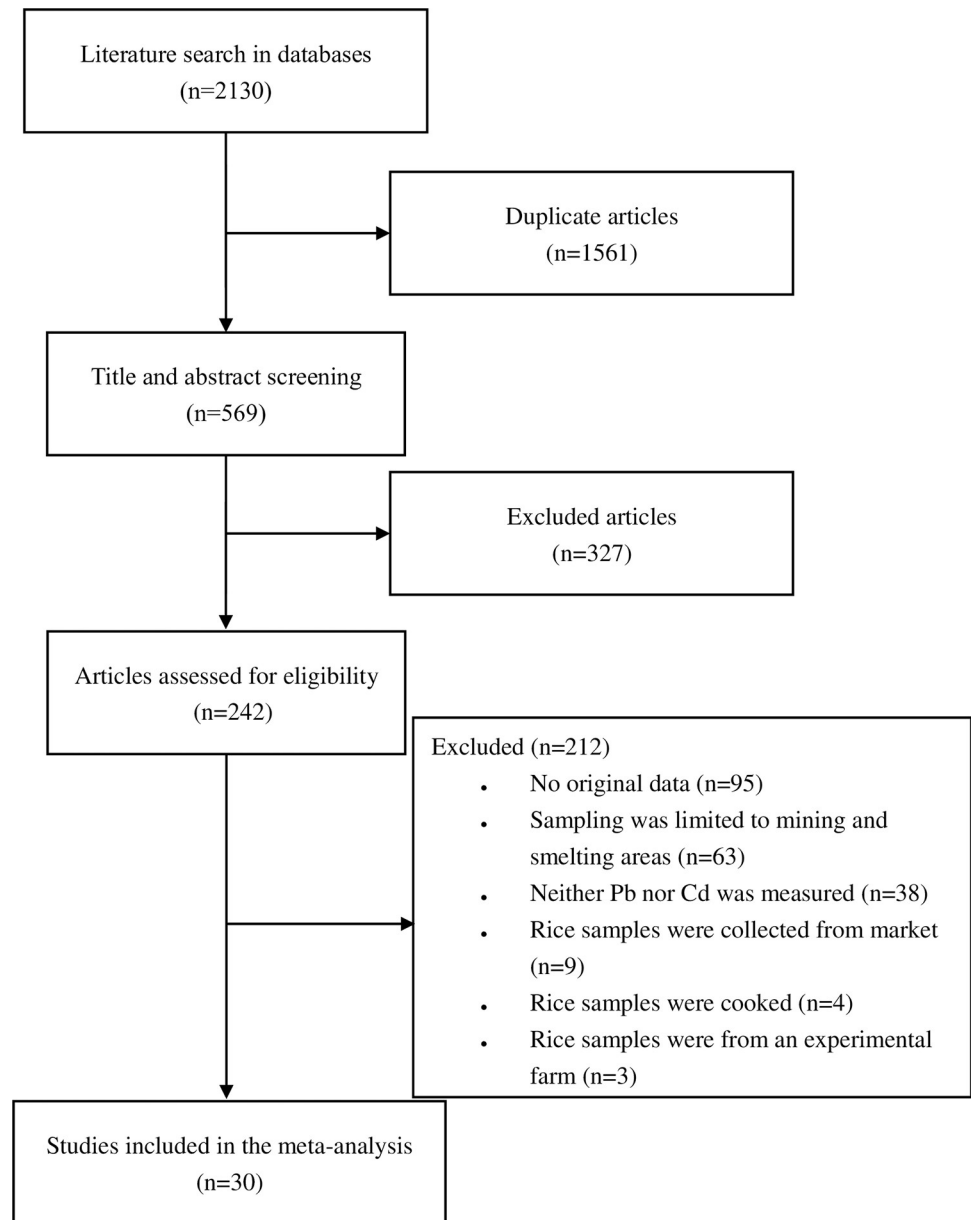 Literature search in databases
(n=2130)
Duplicate articles
(n=1561)
Title and abstract screening
(n=569)
Excluded articles
(n=327)
Articles assessed for eligibility
(n=242)
Excluded (n=212)
• No original data (n=95)
• Sampling was limited to mining and
smelting areas (n=63)
• Neither Pb nor Cd was measured (n=38)
• Rice samples were collected from market
(n=9)
• Rice samples were cooked (n=4)
• Rice samples were from an experimental
farm (n=3)
Studies included in the meta-analysis
(n=30)